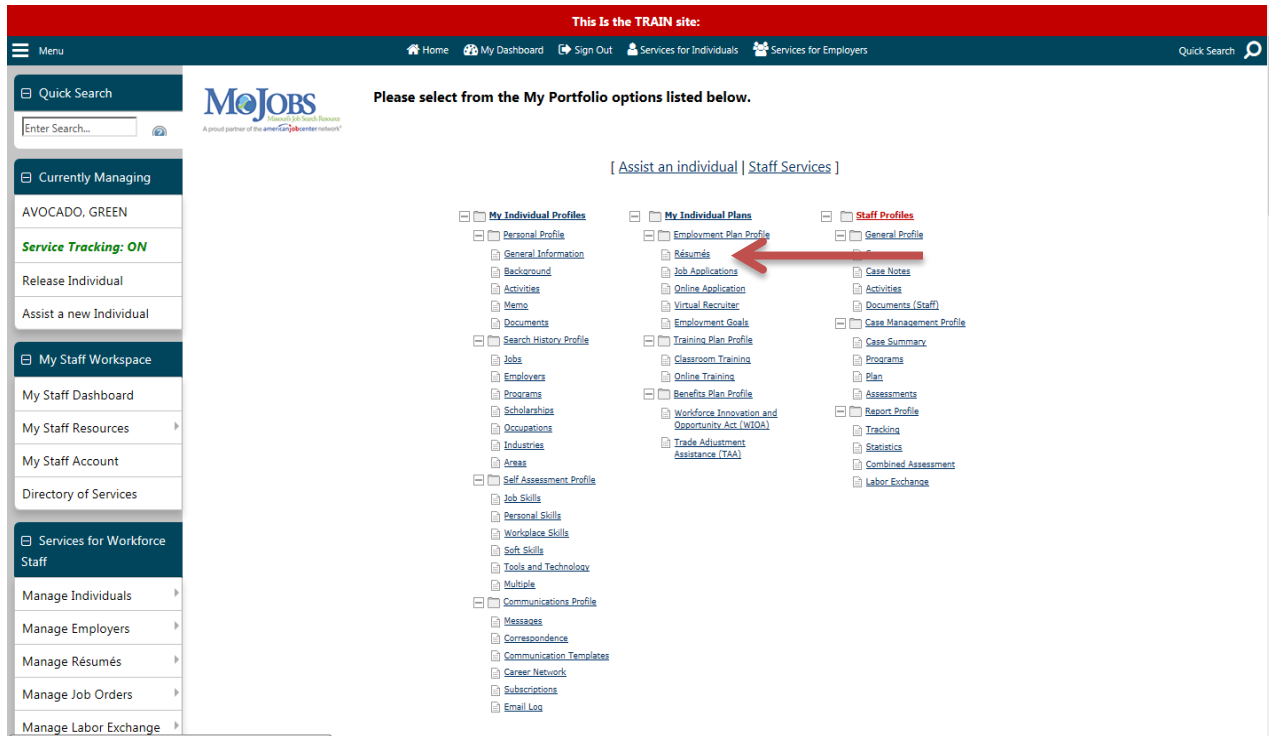 This Is the TRAIN site:
Menu
Home My Dashboard Sign Out Services for Individuals Services for Employers
Quick Search
Quick Search
Enter Search...
Currently Managing
AVOCADO, GREEN
Service Tracking: ON
Release Individual
Assist a new Individual
My Staff Workspace
My Staff Dashboard
My Staff Resources
My Staff Account
Directory of Services
Services for Workforce
Staff
Manage Individuals
Manage Employers
Manage Résumés
Manage Job Orders
Manage Labor Exchange
MoJOBS
Missouri's Job Search Resource
A proud partner of the americanjobcenter network
Please select from the My Portfolio options listed below.
[ Assist an individual | Staff Services ]
My Individual Profiles
Personal Profile
General Information
Background
Activities
Memo
Documents
Search History Profile
Jobs
Employers
Programs
Scholarships
Occupations
Industries
Areas
Self Assessment Profile
Job Skills
Personal Skills
Workplace Skills
Soft Skills
Tools and Technology
Multiple
Communications Profile
Messages
Correspondence
Communication Templates
Career Network
Subscriptions
Email Log
My Individual Plans
Employment Plan Profile
Résumés
Job Applications
Online Application
Virtual Recruiter
Employment Goals
Training Plan Profile
Classroom Training
Online Training
Benefits Plan Profile
Workforce Innovation and
Opportunity Act (WIOA)
Trade Adjustment
Assistance (TAA)
Staff Profiles
General Profile
Case Notes
Activities
Documents (Staff)
Case Management Profile
Case Summary
Programs
Plan
Assessments
Report Profile
Tracking
Statistics
Combined Assessment
Labor Exchange